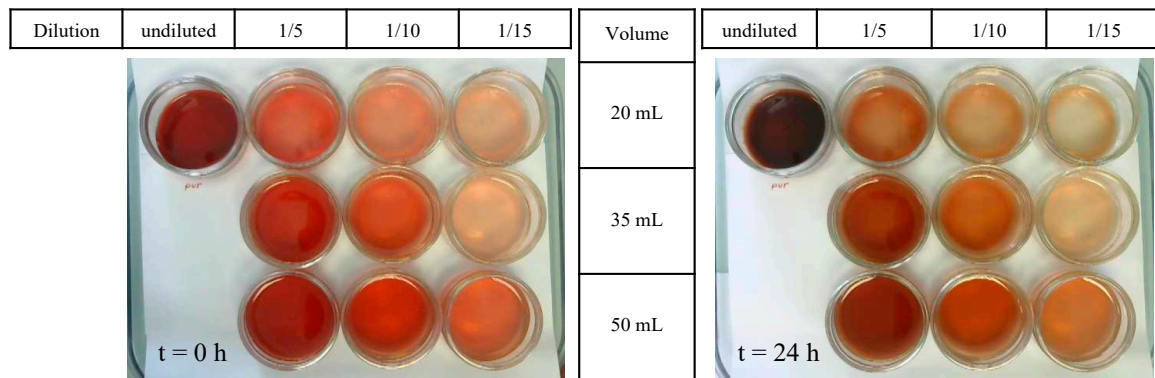 Dilution undiluted 1/5 1/10 1/15 Volume undiluted 1/5 1/10 1/15
20 mL
pur pur
35 mL
50 mL
t = 0 h t = 24 h